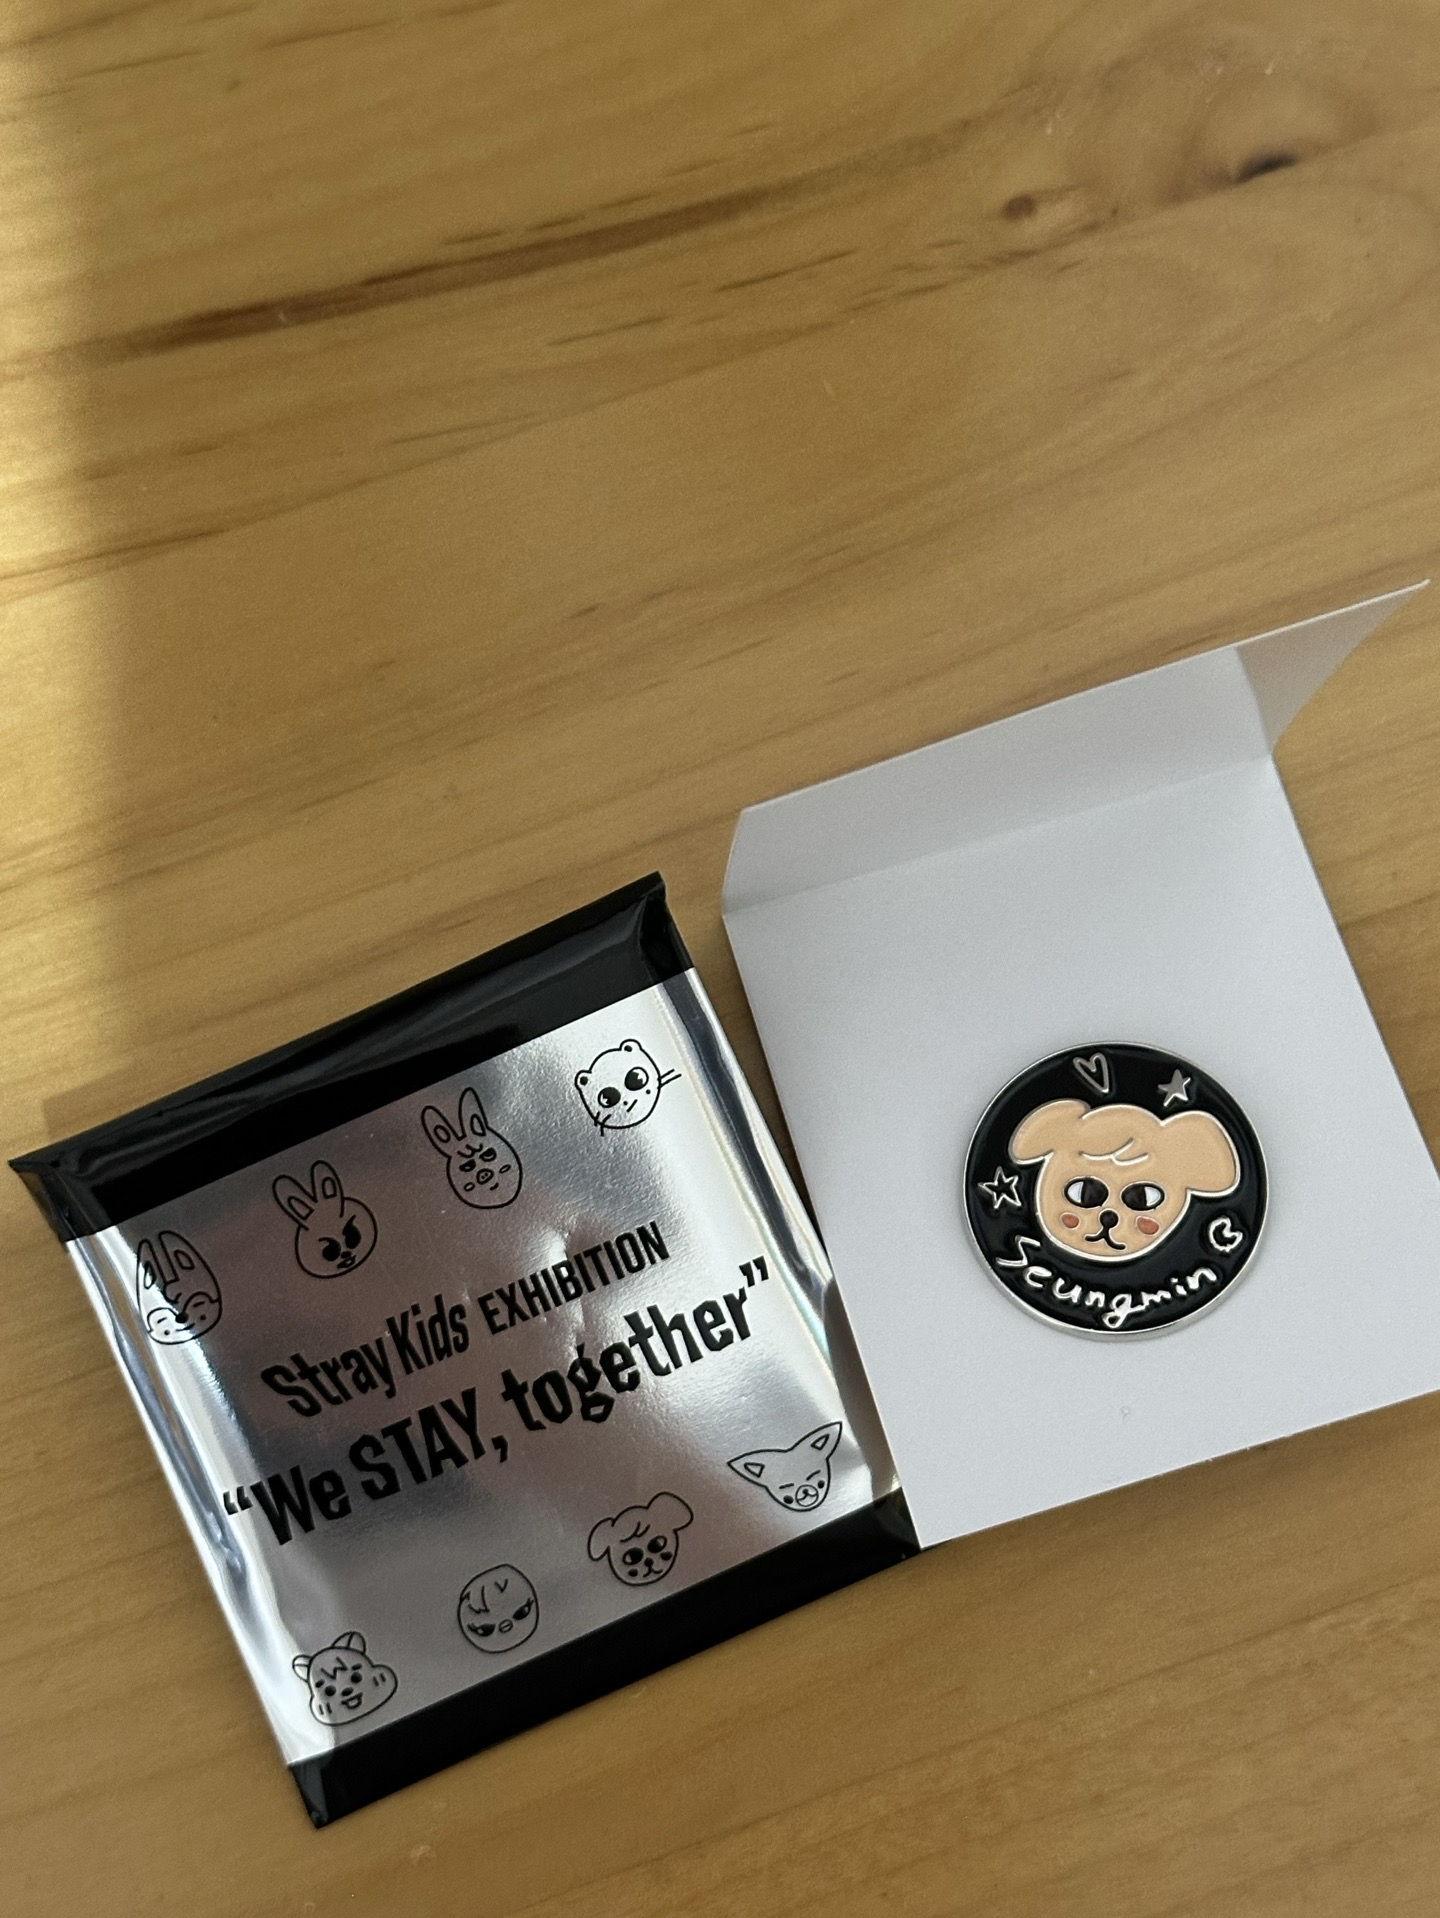 Stray Kids EXHIBITION
“We STAY, together”
Seungmin